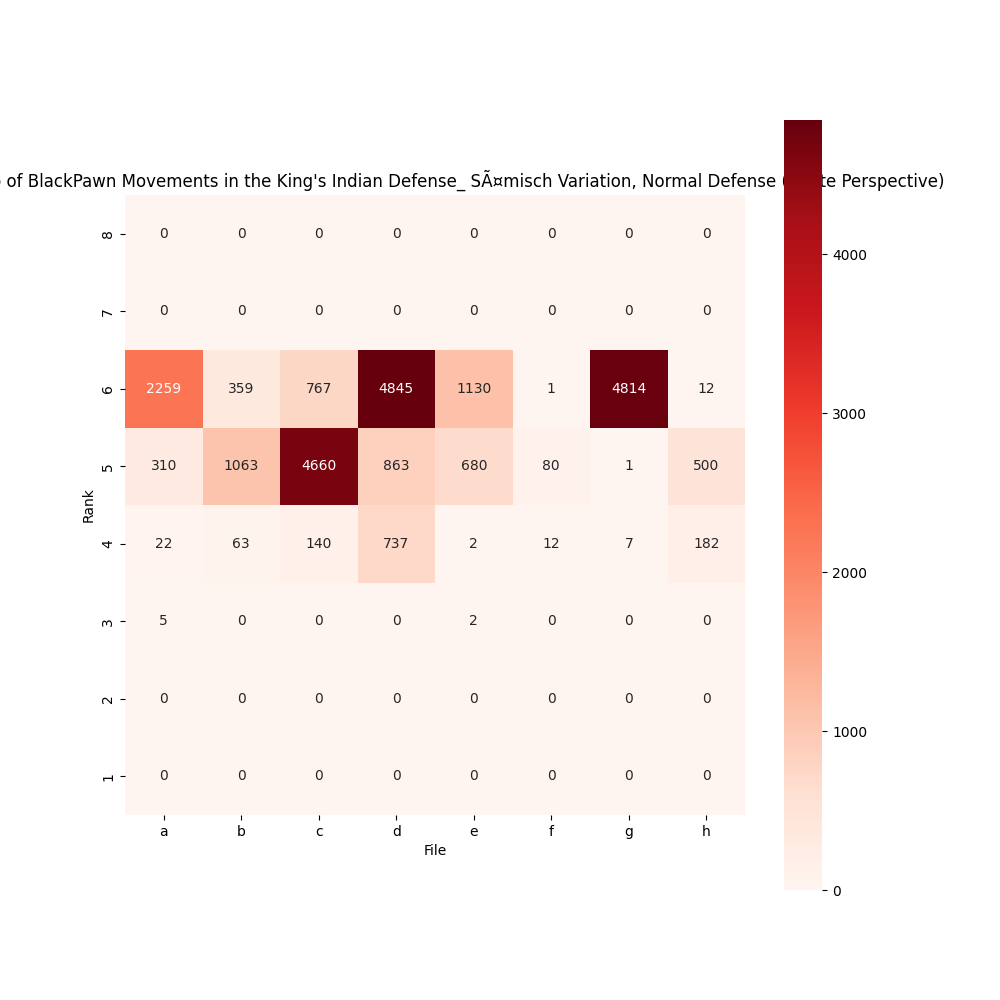 of BlackPawn Movements in the King's Indian Defense_ SÃ¤misch Variation, Normal Defense ( te Perspective)
8 0 0 0 0 0 0 0 0
7 0 0 0 0 0 0 0 0
6 2259 359 767 4845 1130 1 4814 12
5 310 1063 4660 863 680 80 1 500
4 22 63 140 737 2 12 7 182
3 5 0 0 0 2 0 0 0
2 0 0 0 0 0 0 0 0
1 0 0 0 0 0 0 0 0
a b c d e f g h
File
Rank
4000
3000
2000
1000
0